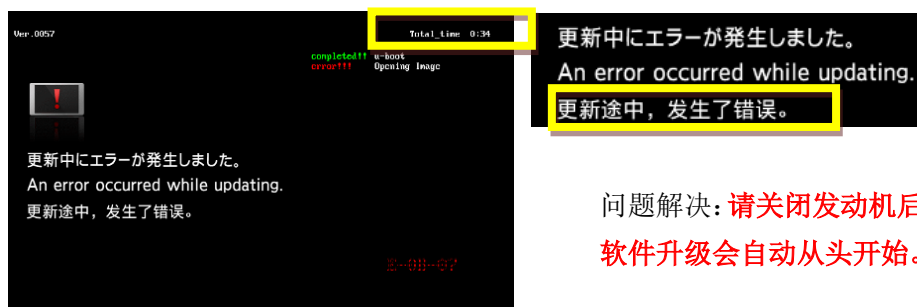 Ver.0057
Total_time 0:34
completed!! u-boot
error!!! Opening Image
更新中にエラーが発生しました。
An error occurred while updating.
更新途中，发生了错误。
更新中にエラーが発生しました。
An error occurred while updating.
更新途中，发生了错误。
问题解决：请关闭发动机后
软件升级会自动从头开始。